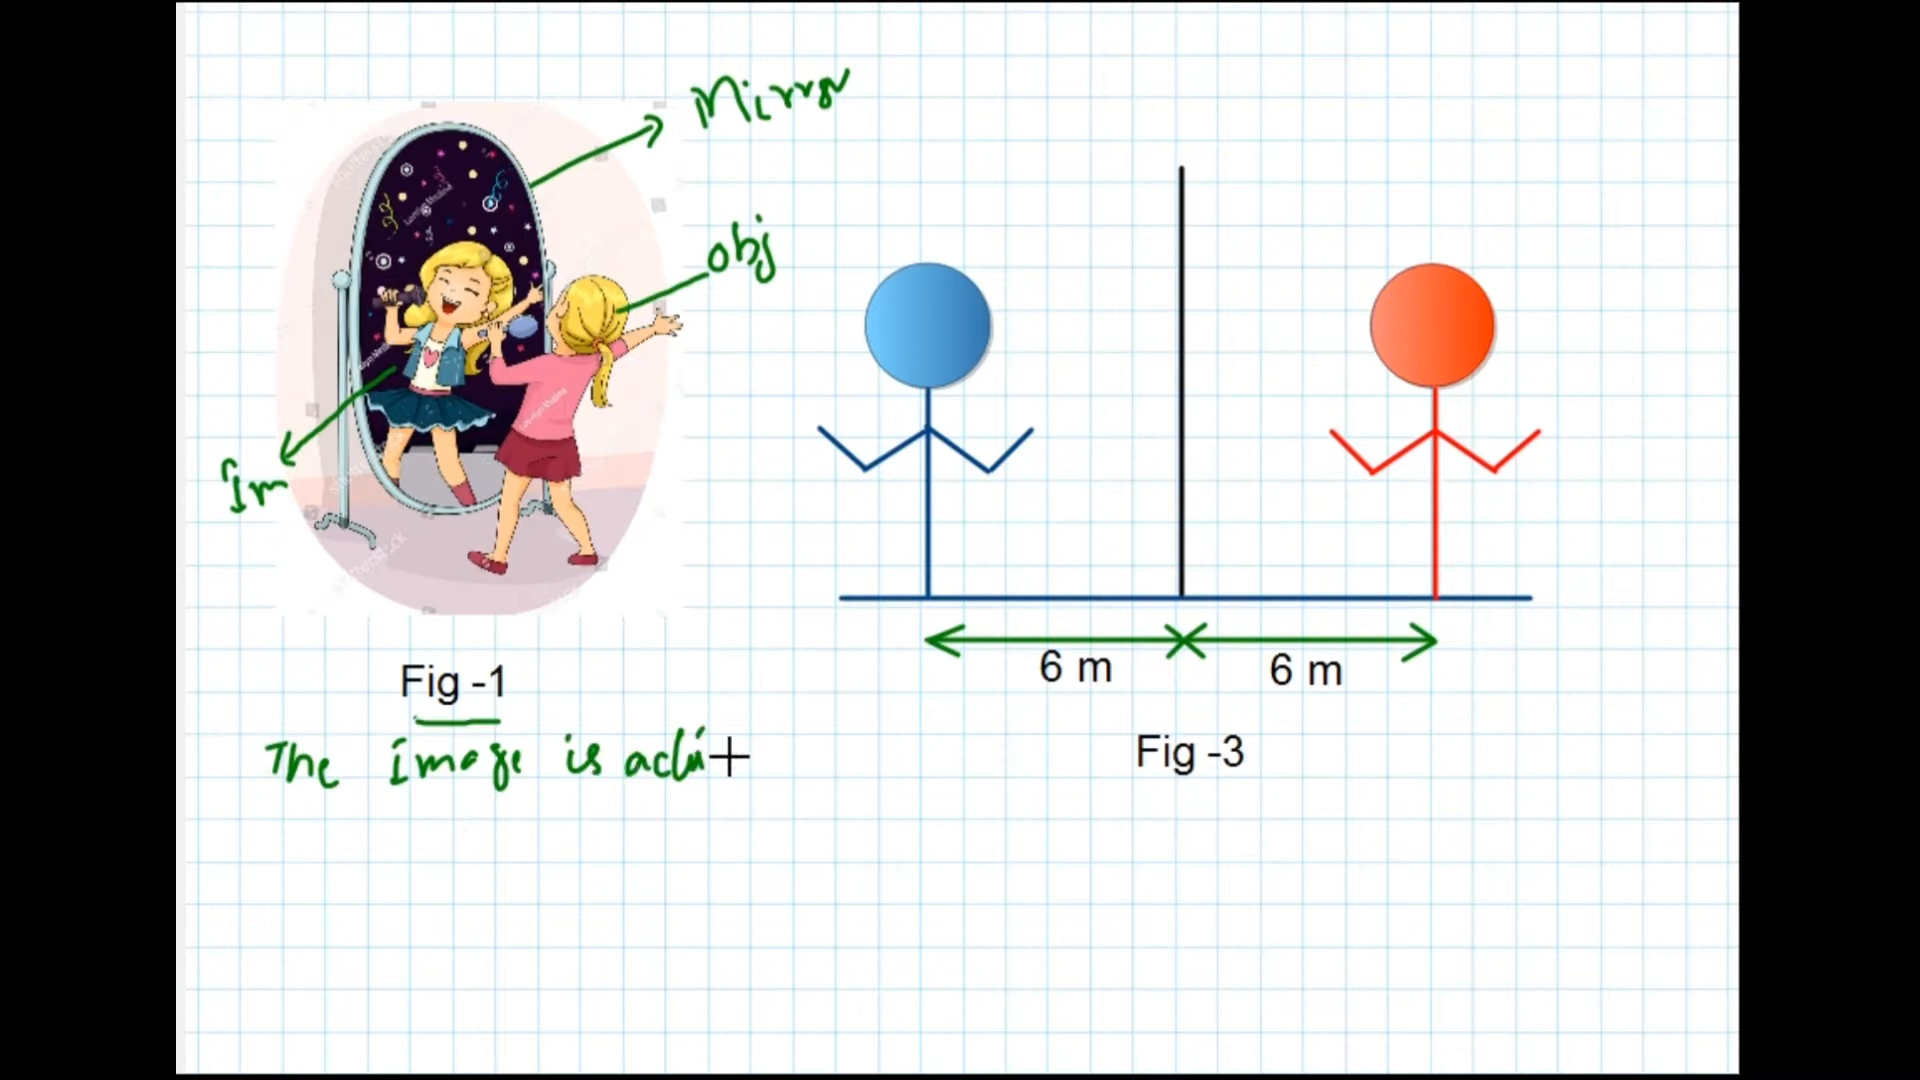 Mirror
obj
Im
6 m 6 m
Fig -1
Fig -3
The Image is